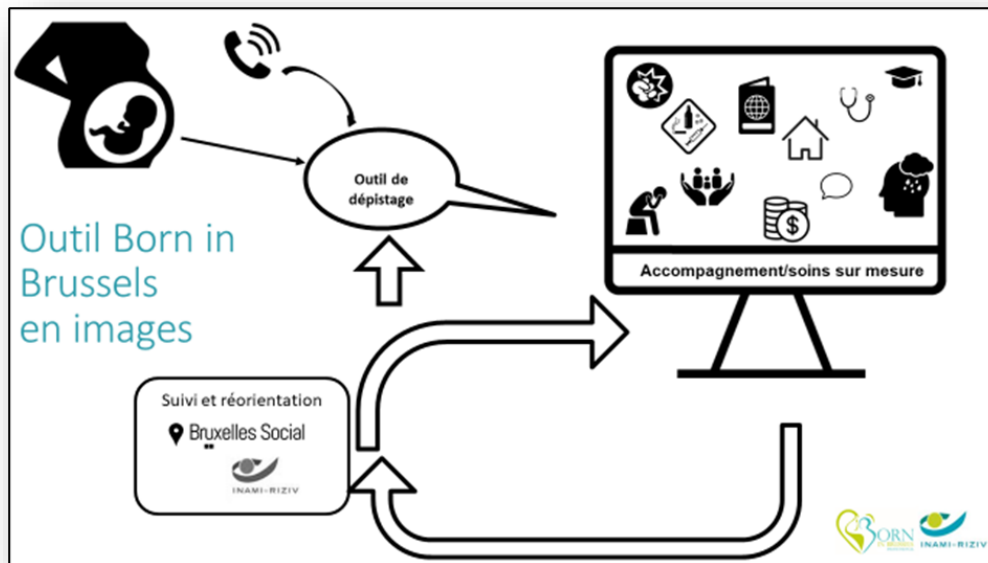 Outil de
dépistage
Outil Born in
Brussels
en images
$
Accompagnement/soins sur mesure
Suivi et réorientation
Bruxelles Social
INAMI-RIZIV
BORN
INAMI-RIZIV